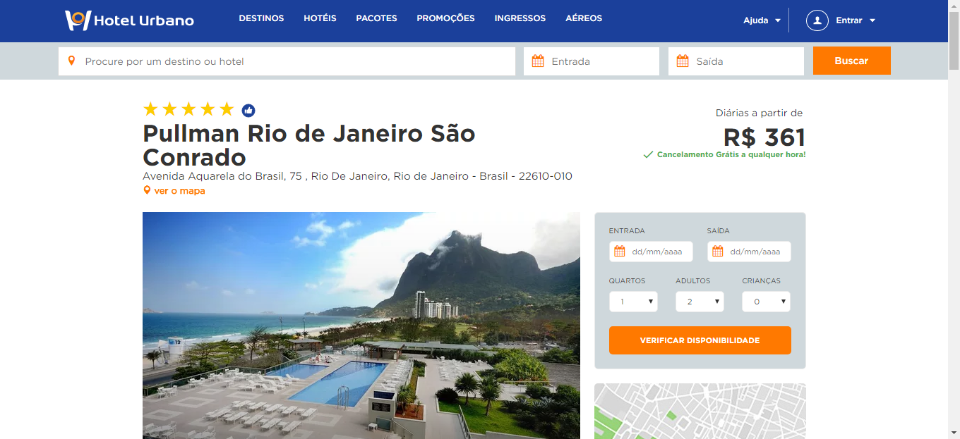 Hotel Urbano
DESTINOS HOTÉIS PACOTES PROMOÇÕES INGRESSOS AÉREOS
Ajuda Entrar
Procure por um destino ou hotel
Entrada
Saída
Buscar
Pullman Rio de Janeiro São
Conrado
Avenida Aquarela do Brasil, 75 , Rio De Janeiro, Rio de Janeiro - Brasil - 22610-010
ver o mapa
Diárias a partir de
R$ 361
Cancelamento Grátis a qualquer hora!
ENTRADA SAÍDA
dd/mm/aaaa dd/mm/aaaa
QUARTOS ADULTOS CRIANÇAS
1 2 0
VERIFICAR DISPONIBILIDADE